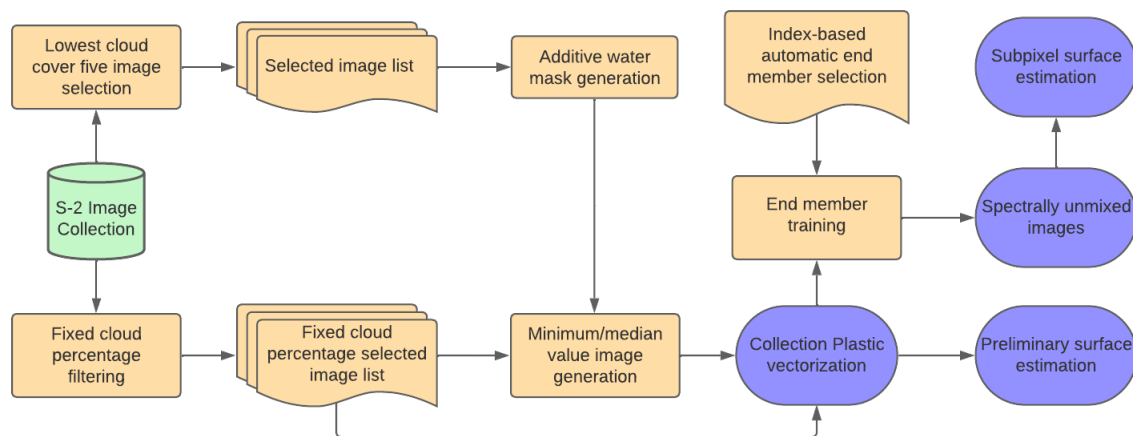 Lowest cloud
cover five image
selection
Selected image list
Additive water
mask generation
Index-based
automatic end
member selection
Subpixel surface
estimation
S-2 Image
Collection
End member
training
Spectrally unmixed
images
Fixed cloud
percentage
filtering
Fixed cloud
percentage selected
image list
Minimum/median
value image
generation
Collection Plastic
vectorization
Preliminary surface
estimation